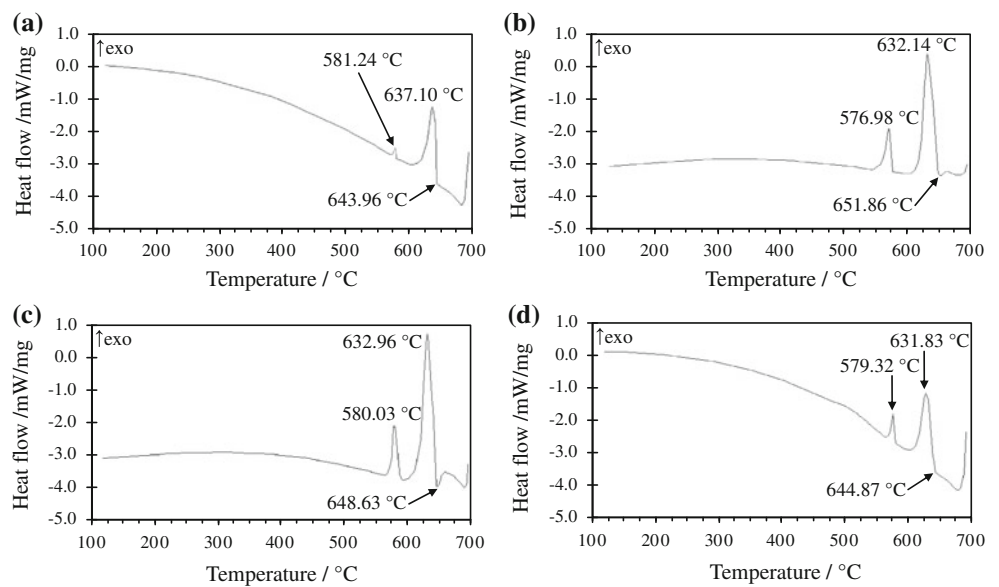 (a)
1.0
↑exo
0.0
-1.0
-2.0
-3.0
-4.0
-5.0
Heat flow /mW/mg
581.24 °C
637.10 °C
643.96 °C
100 200 300 400 500 600 700
Temperature / °C
(b)
1.0
↑exo
0.0
-1.0
-2.0
-3.0
-4.0
-5.0
Heat flow /mW/mg
632.14 °C
576.98 °C
651.86 °C
100 200 300 400 500 600 700
Temperature / °C
(c)
1.0
↑exo
0.0
-1.0
-2.0
-3.0
-4.0
-5.0
Heat flow /mW/mg
632.96 °C
580.03 °C
648.63 °C
100 200 300 400 500 600 700
Temperature / °C
(d)
1.0
↑exo
0.0
-1.0
-2.0
-3.0
-4.0
-5.0
Heat flow /mW/mg
631.83 °C
579.32 °C
644.87 °C
100 200 300 400 500 600 700
Temperature / °C